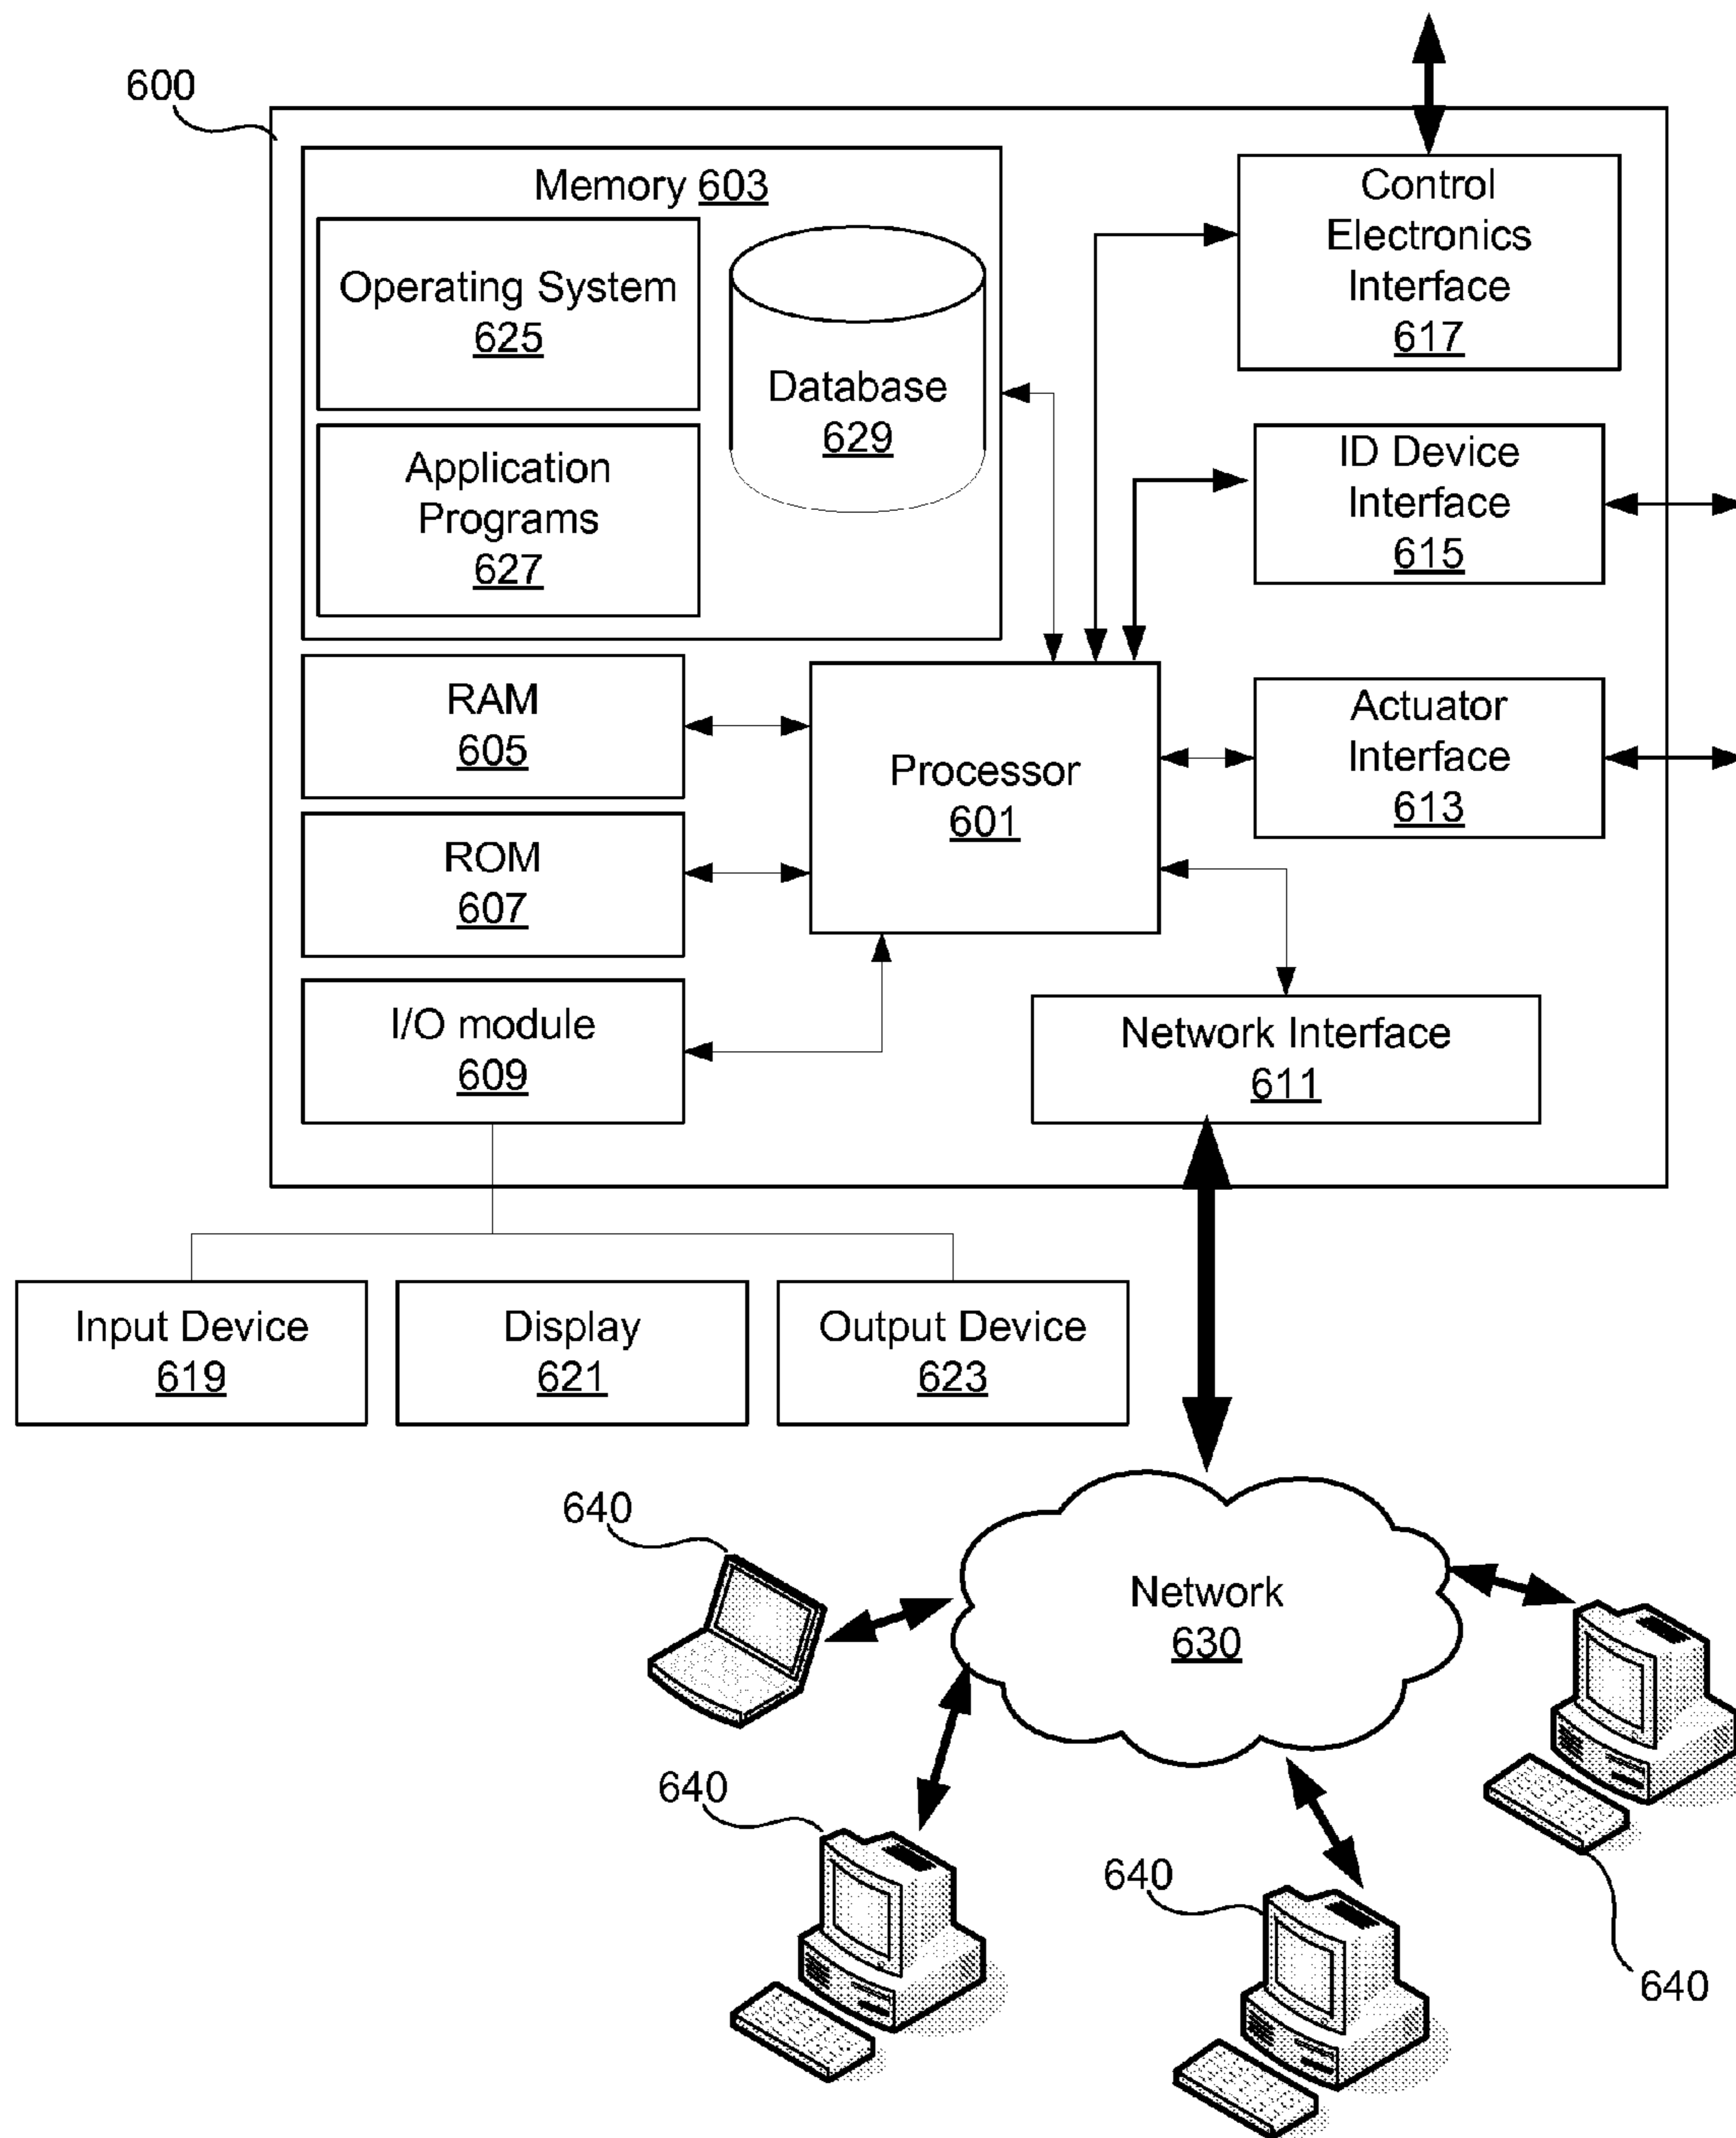 600
Memory 603
Operating System
625
Database
629
Application
Programs
627
Control
Electronics
Interface
617
ID Device
Interface
615
RAM
605
Processor
601
Actuator
Interface
613
ROM
607
I/O module
609
Network Interface
611
Input Device
619
Display
621
Output Device
623
640
Network
630
640
640
640